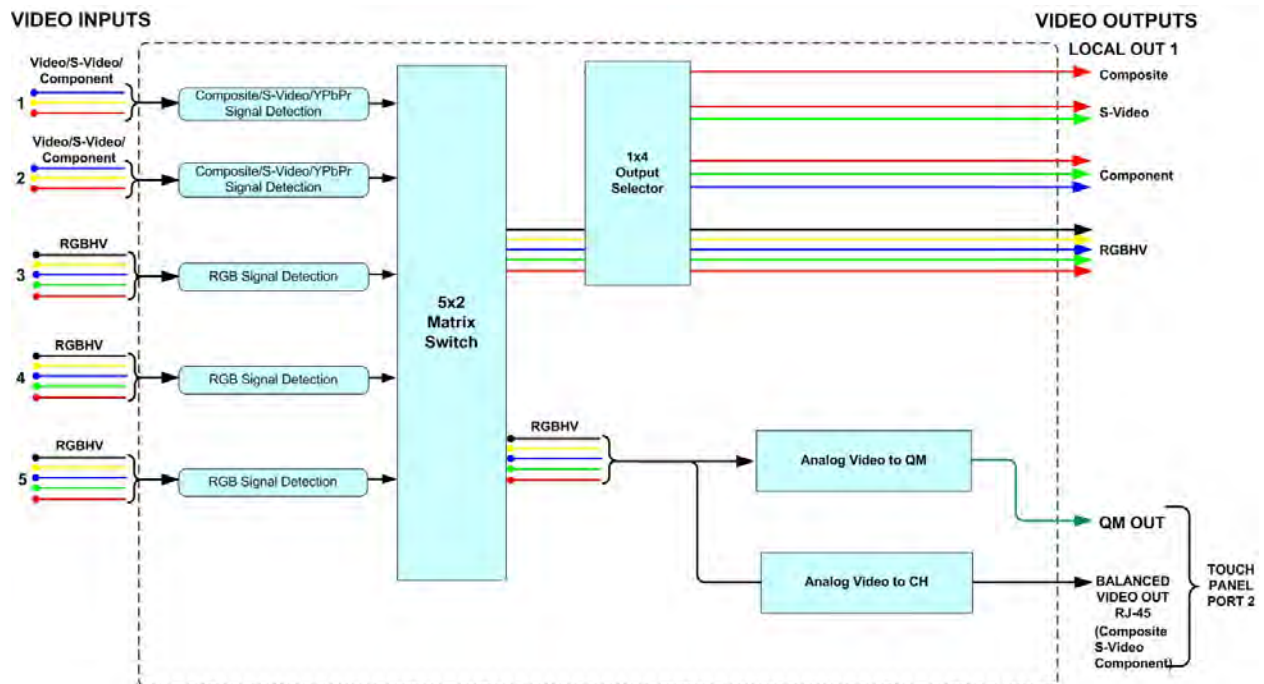 VIDEO INPUTS
VIDEO OUTPUTS
LOCAL OUT 1
Video/S-Video/
Component
1
Composite/S-Video/YPbPr
Signal Detection
Video/S-Video/
Component
2
Composite/S-Video/YPbPr
Signal Detection
RGBHV
3
RGB Signal Detection
RGBHV
4
RGB Signal Detection
RGBHV
5
RGB Signal Detection
5x2
Matrix
Switch
1x4
Output
Selector
Composite
S-Video
Component
RGBHV
RGBHV
Analog Video to QM
Analog Video to CH
QM OUT
BALANCED
VIDEO OUT
RJ-45
(Composite
S-Video
Component)
TOUCH
PANEL
PORT 2